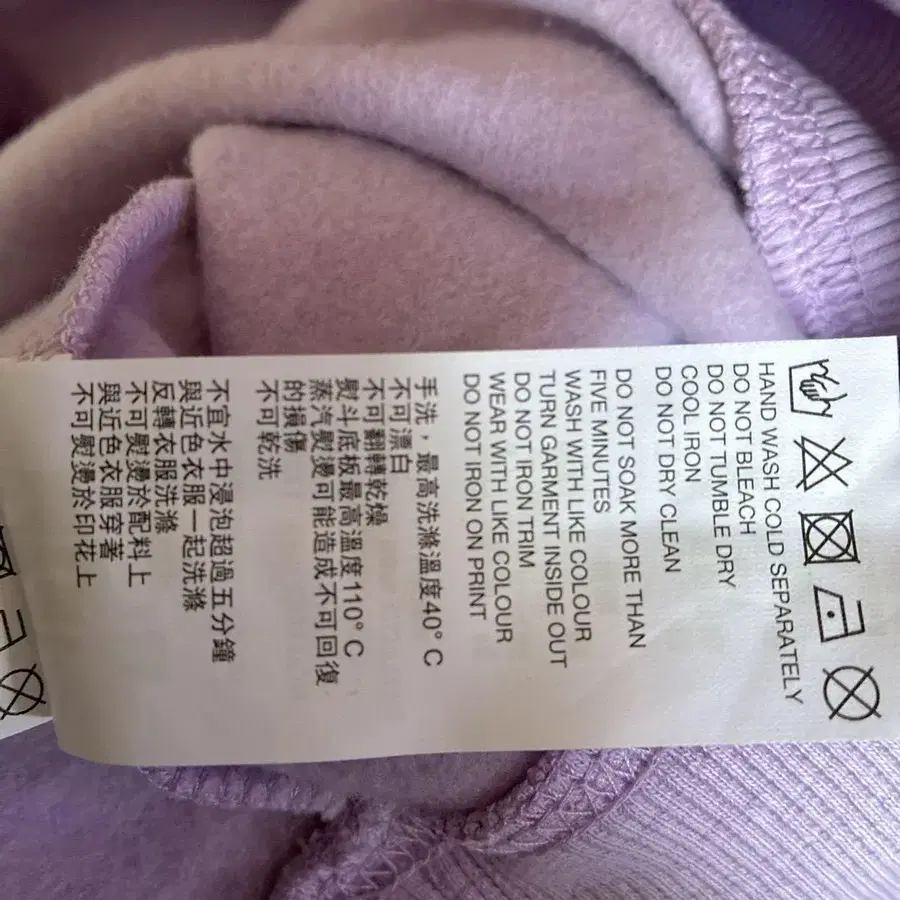 HAND WASH COLD SEPARATELY
DO NOT BLEACH
DO NOT TUMBLE DRY
COOL IRON
DO NOT DRY CLEAN
DO NOT SOAK MORE THAN
FIVE MINUTES
WASH WITH LIKE COLOUR
TURN GARMENT INSIDE OUT
DO NOT IRON TRIM
WEAR WITH LIKE COLOUR
DO NOT IRON ON PRINT
手洗，最高洗滌溫度40°C
不可漂白
不可翻轉乾燥
熨斗底板最高溫度110°C
蒸汽熨燙可能造成不可回復
的損傷
不可乾洗
不宜水中浸泡超過五分鐘
與近色衣服一起洗滌
反轉衣服洗滌
不可熨燙於配料上
與近色衣服穿著
不可熨燙於印花上